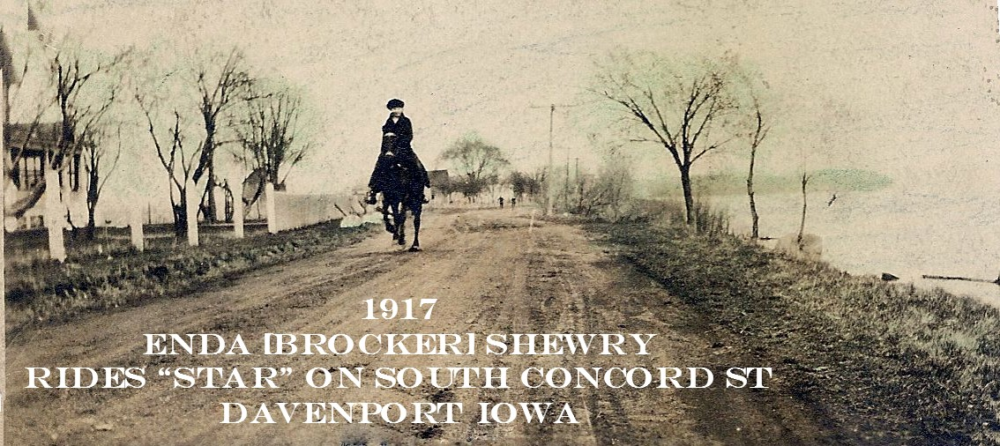 1917
ENDA [BROCKER] SHEWRY
RIDES “STAR” ON SOUTH CONCORD ST
DAVENPORT IOWA